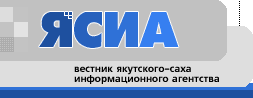 ЯСИА
вестник якутского-саха
информационного агентства